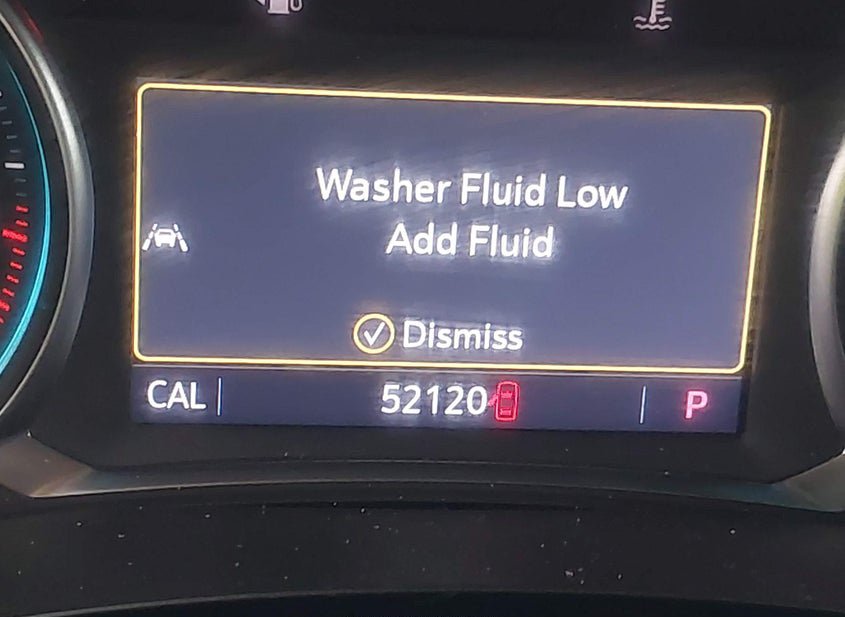 Washer Fluid Low
Add Fluid
Dismiss
CAL 52120 P